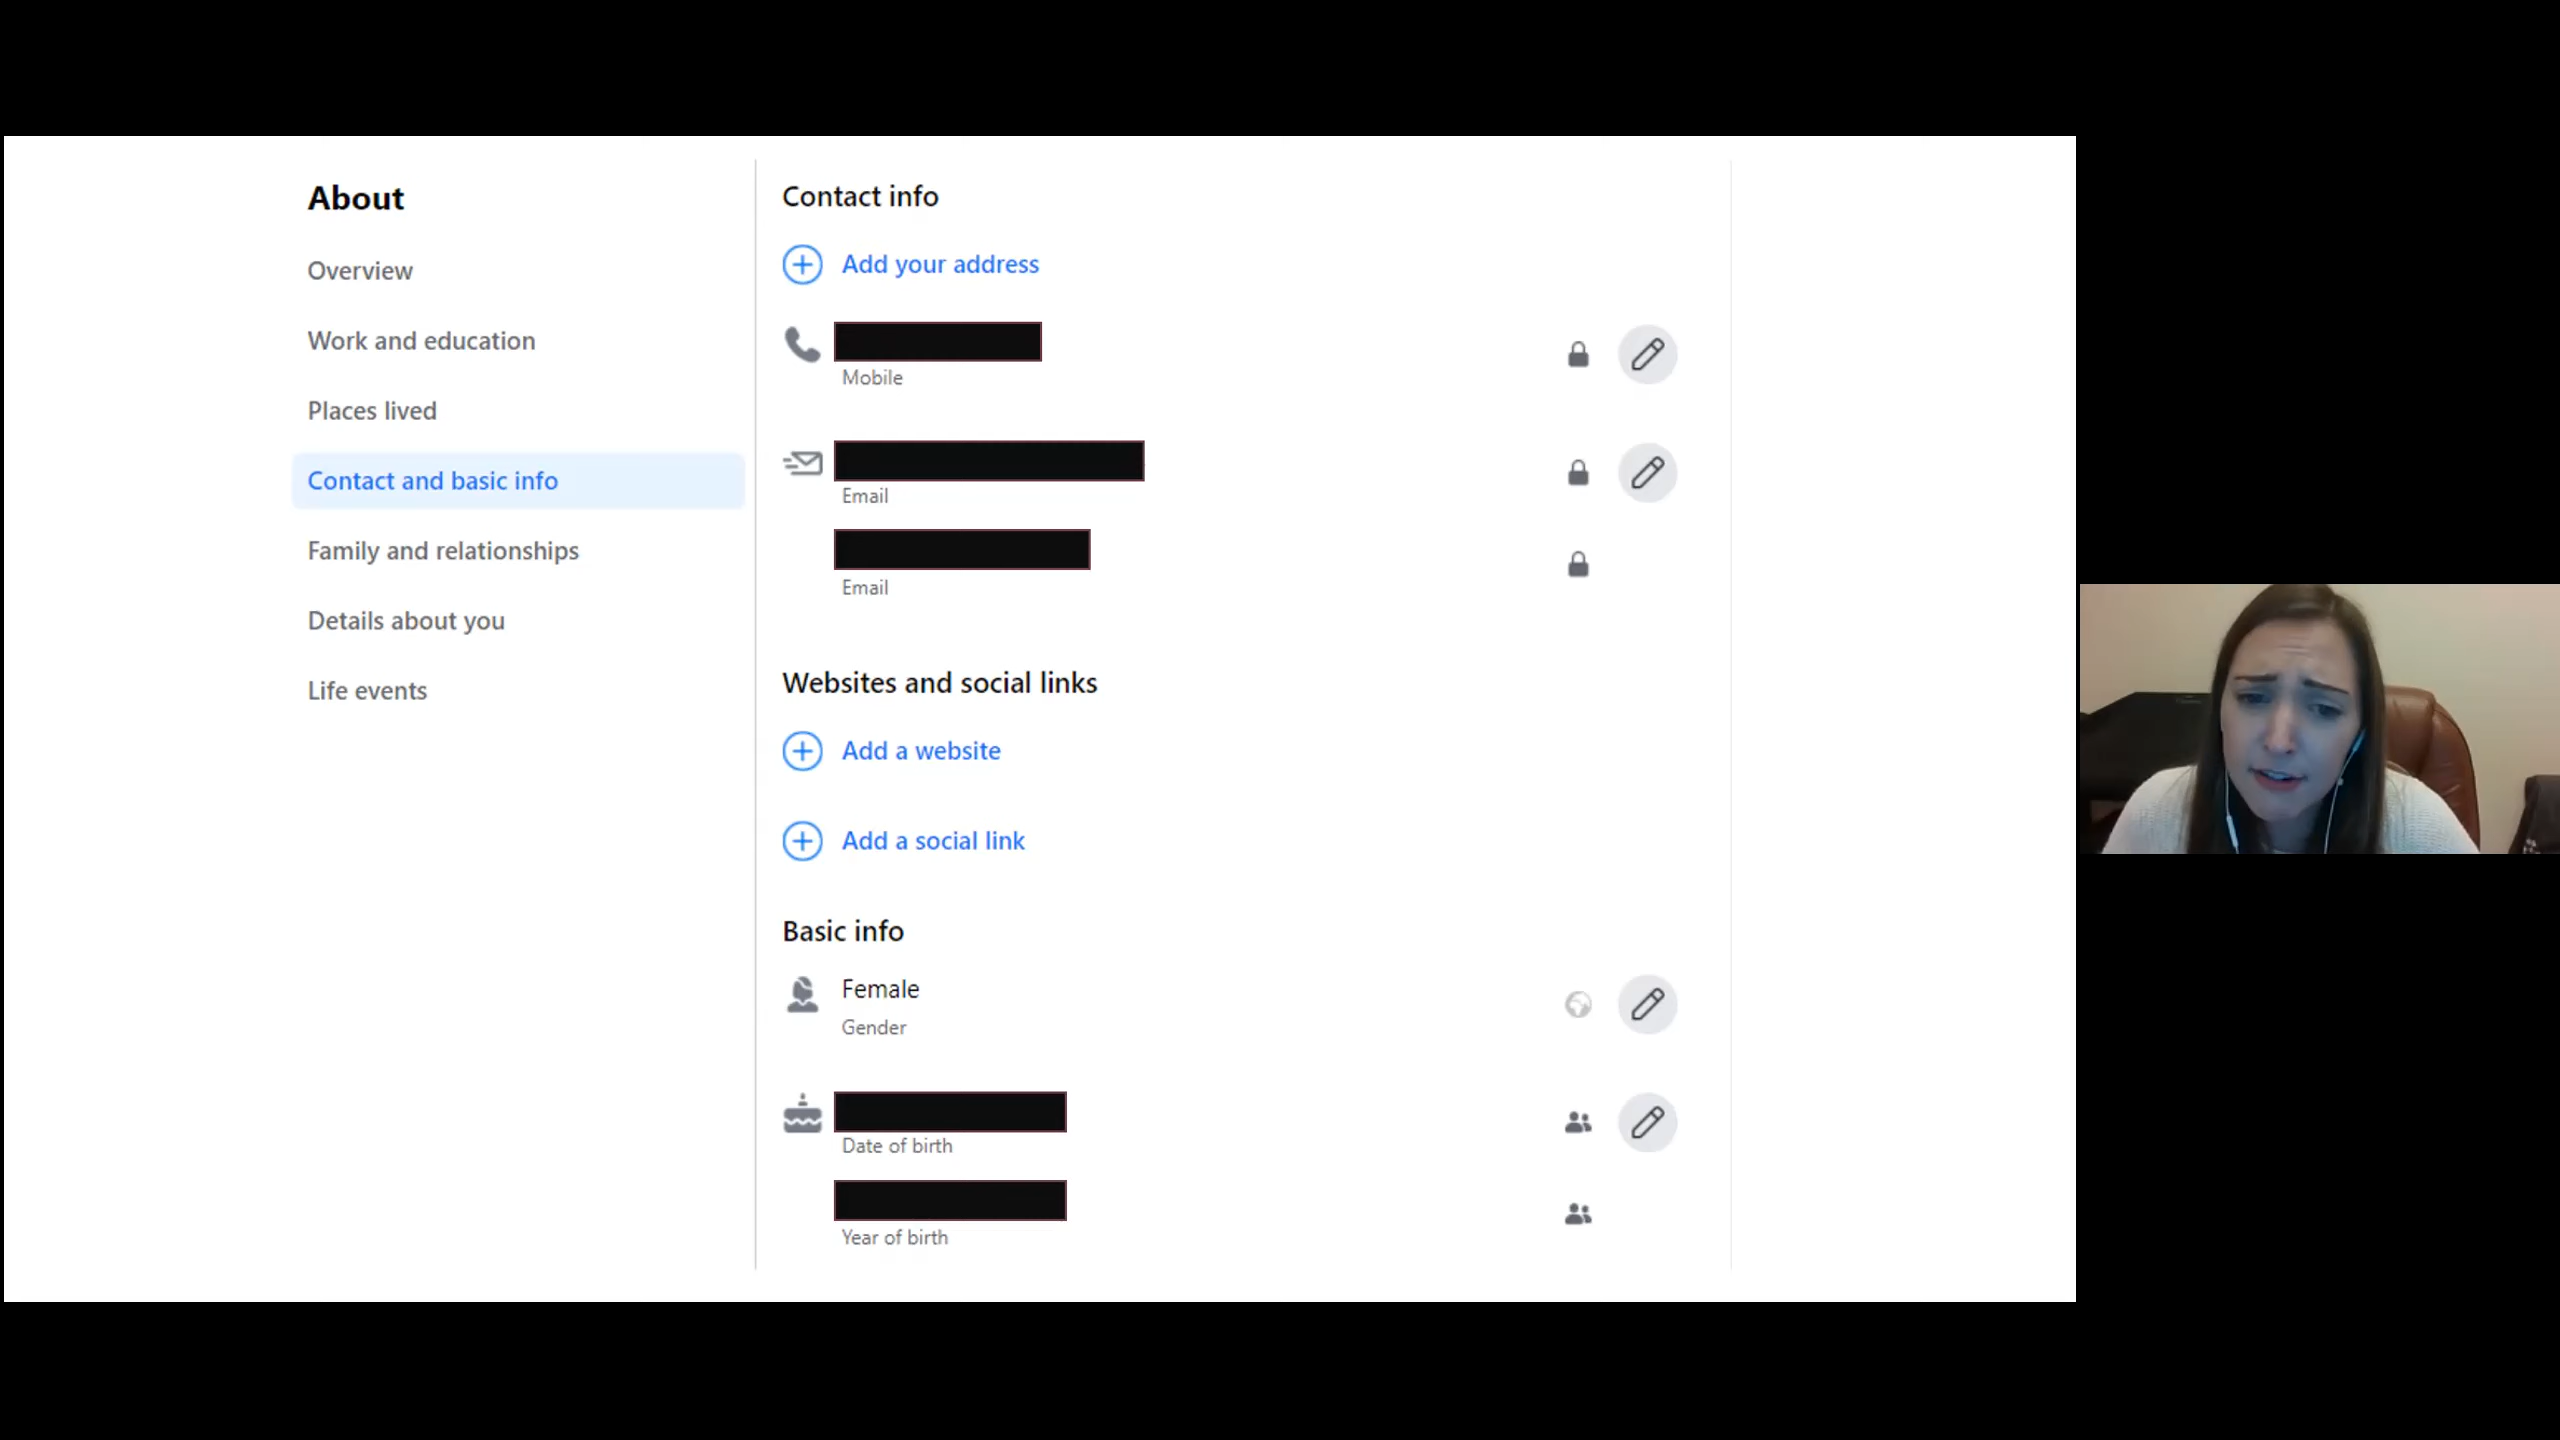 About
Overview
Work and education
Places lived
Contact and basic info
Family and relationships
Details about you
Life events
Contact info
Add your address
Mobile
Email
Email
Websites and social links
Add a website
Add a social link
Basic info
Female
Gender
Date of birth
Year of birth